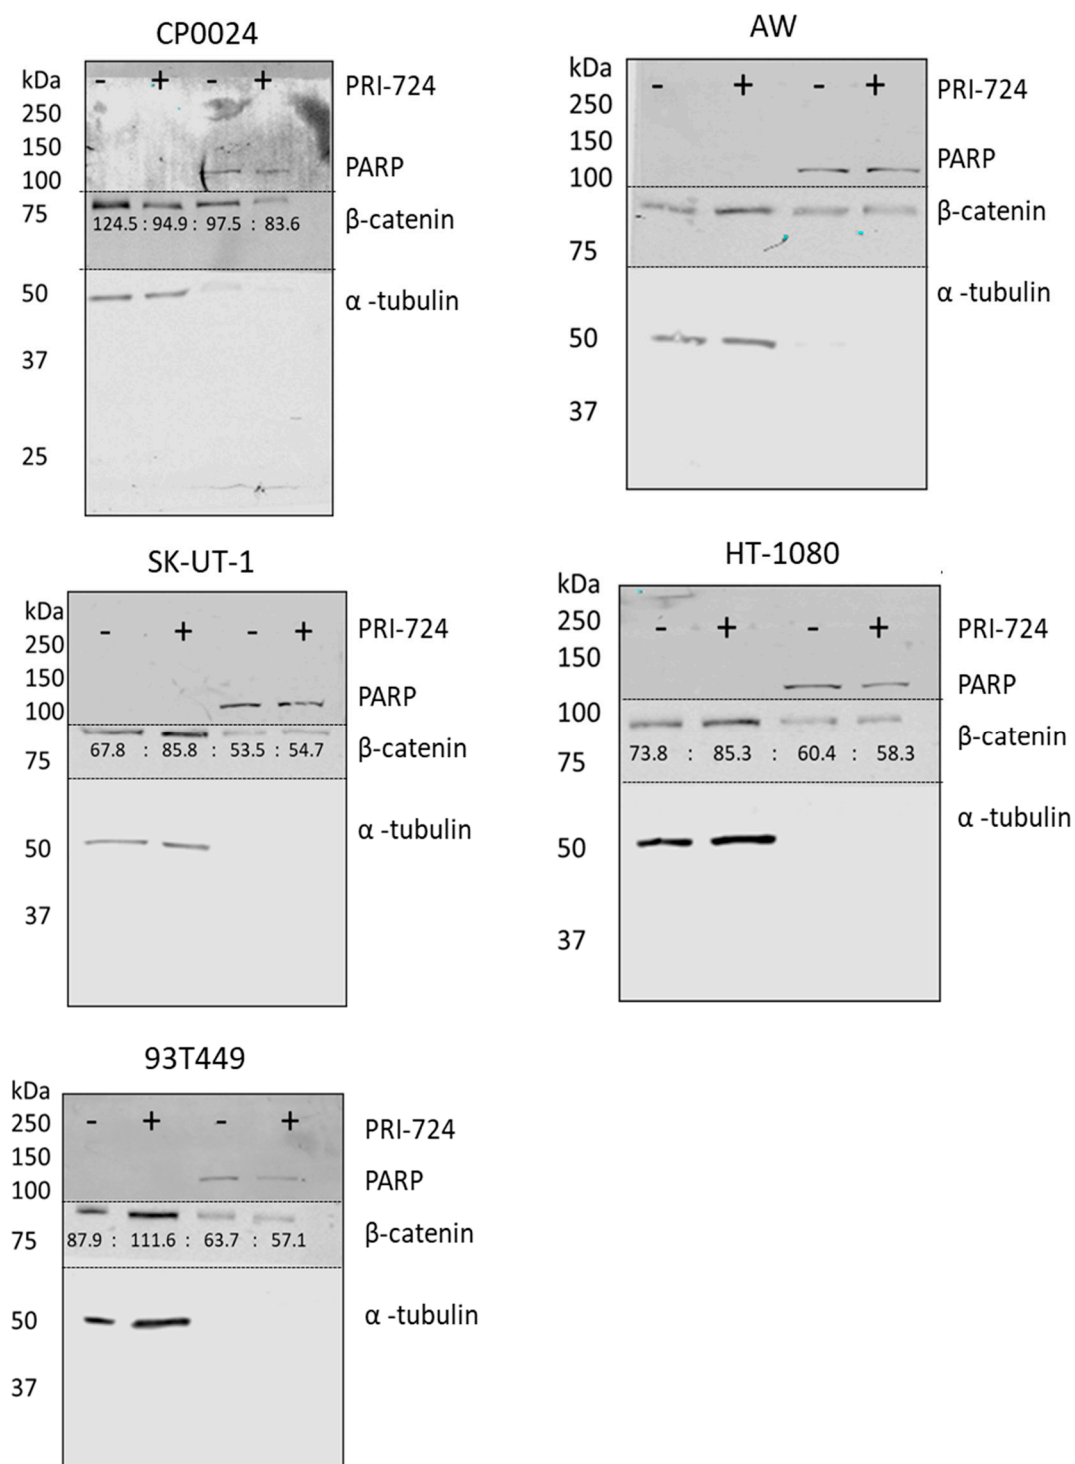 CP0024
kDa
- + - + PRI-724
250
150
PARP
100
75
β-catenin
124.5 : 94.9 : 97.5 : 83.6
50
α -tubulin
37
25
AW
kDa
- + - + PRI-724
250
150
PARP
100
β-catenin
75
α -tubulin
50
37
SK-UT-1
kDa
- + - + PRI-724
250
150
PARP
100
β-catenin
67.8 : 85.8 : 53.5 : 54.7
75
α -tubulin
50
37
HT-1080
kDa
250
- + - + PRI-724
150
PARP
100
β-catenin
73.8 : 85.3 : 60.4 : 58.3
75
α -tubulin
50
37
93T449
kDa
250
- + - + PRI-724
150
PARP
100
β-catenin
75
87.9 : 111.6 : 63.7 : 57.1
50
α -tubulin
37